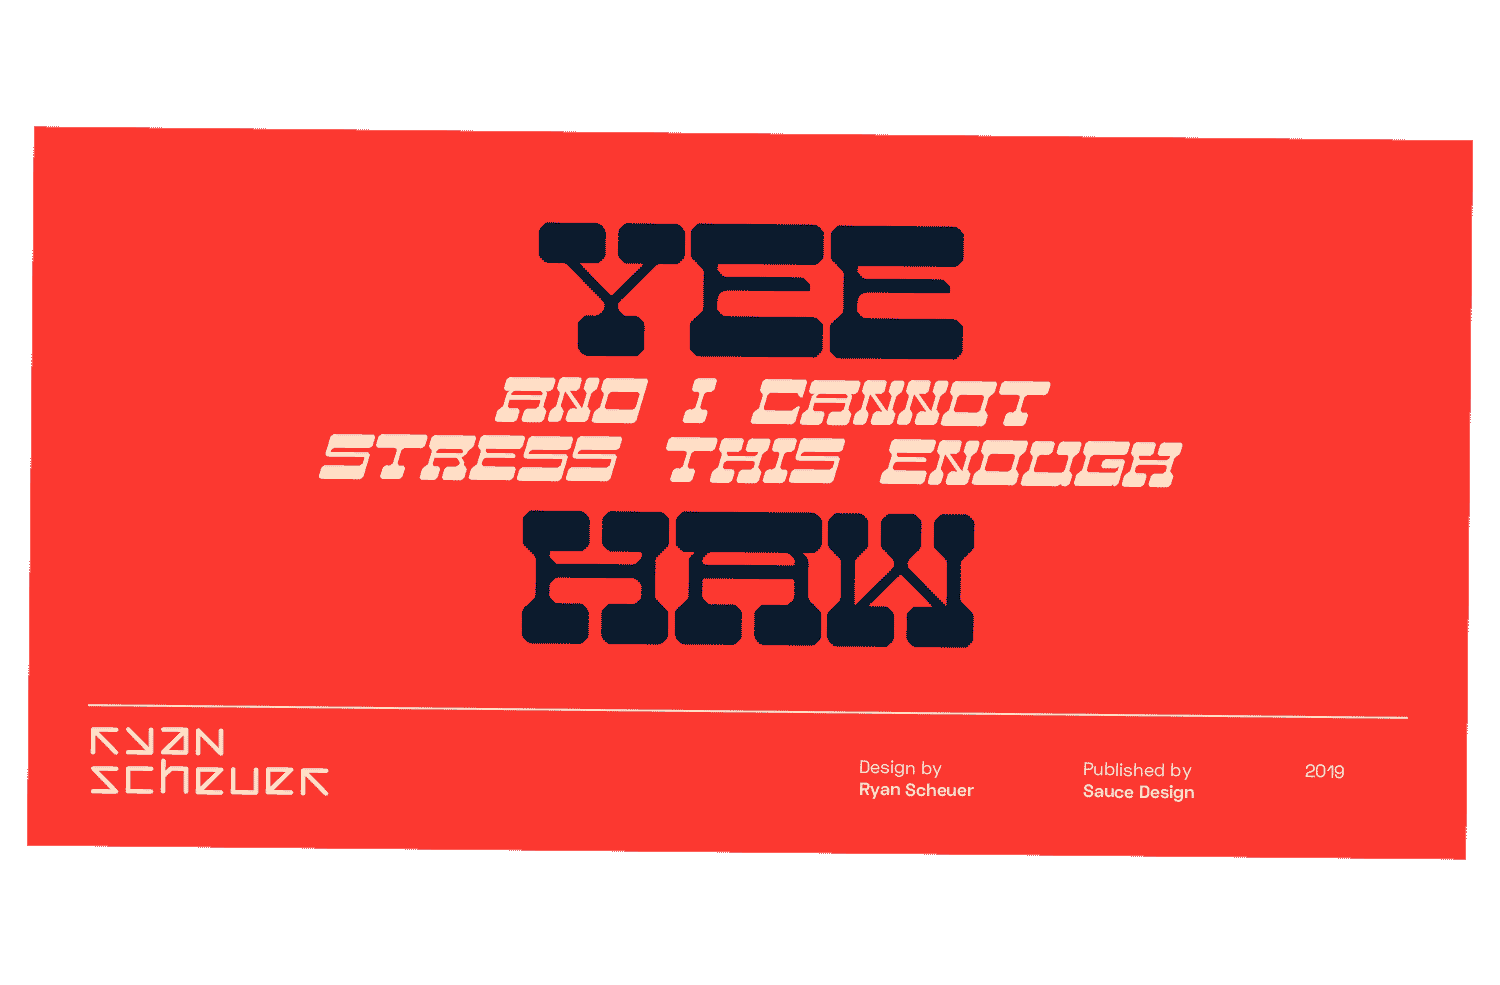 YEE
AND I CANNOT
STRESS THIS ENOUGH
HAW
Ryan
Scheuer
Design by
Ryan Scheuer
Published by
Sauce Design
2019